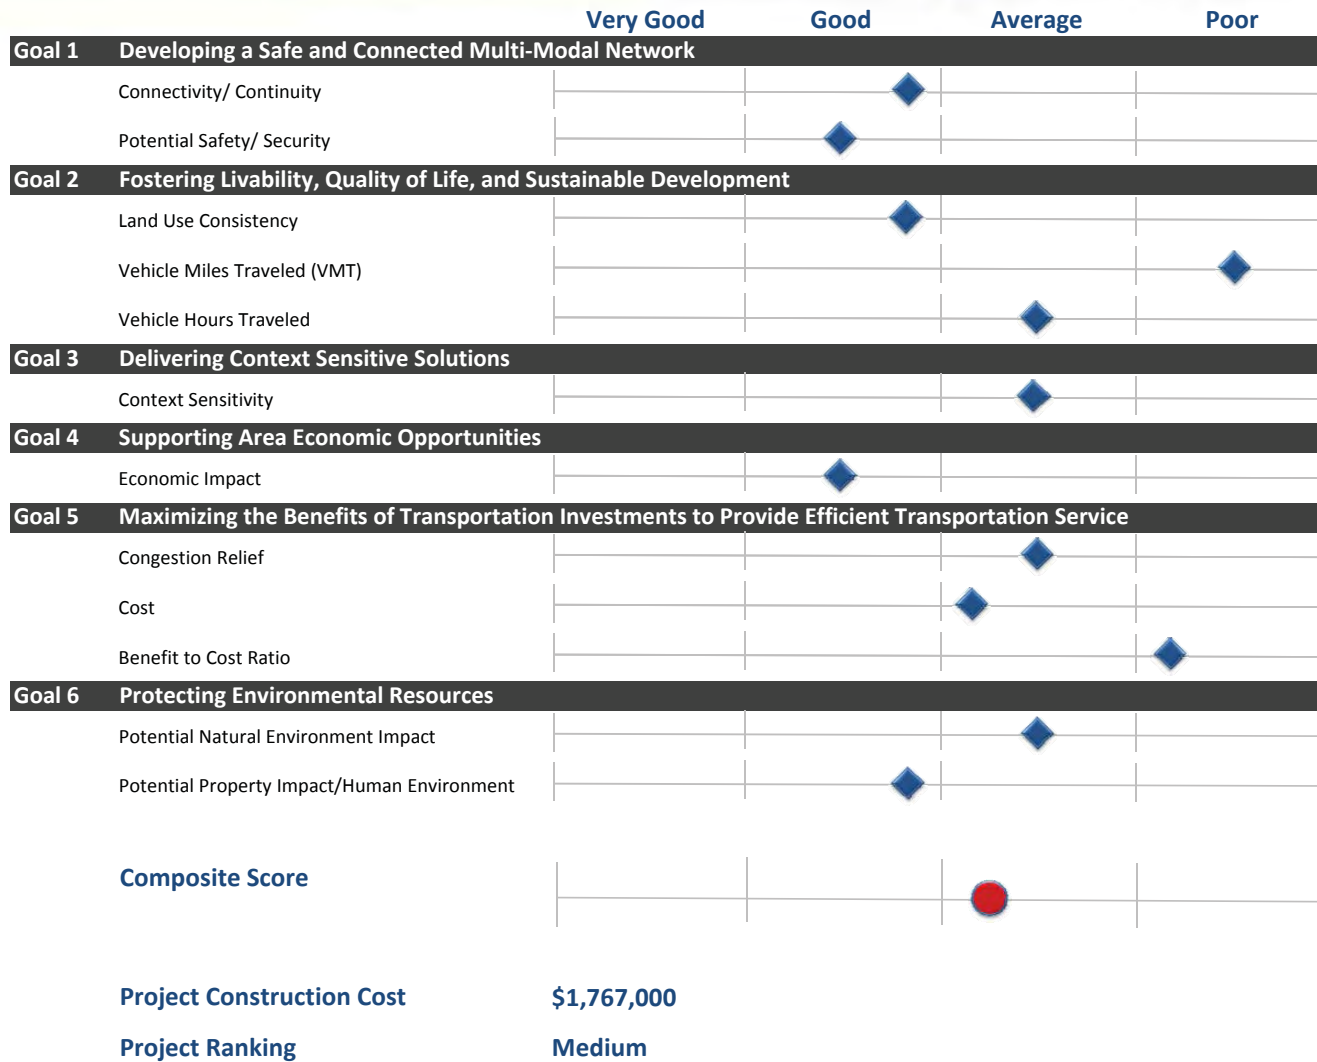 Very Good Good Average Poor
Goal 1 Developing a Safe and Connected Multi-Modal Network
Connectivity/ Continuity
Potential Safety/ Security
Goal 2 Fostering Livability, Quality of Life, and Sustainable Development
Land Use Consistency
Vehicle Miles Traveled (VMT)
Vehicle Hours Traveled
Goal 3 Delivering Context Sensitive Solutions
Context Sensitivity
Goal 4 Supporting Area Economic Opportunities
Economic Impact
Goal 5 Maximizing the Benefits of Transportation Investments to Provide Efficient Transportation Service
Congestion Relief
Cost
Benefit to Cost Ratio
Goal 6 Protecting Environmental Resources
Potential Natural Environment Impact
Potential Property Impact/Human Environment
Composite Score
Project Construction Cost $1,767,000
Project Ranking Medium